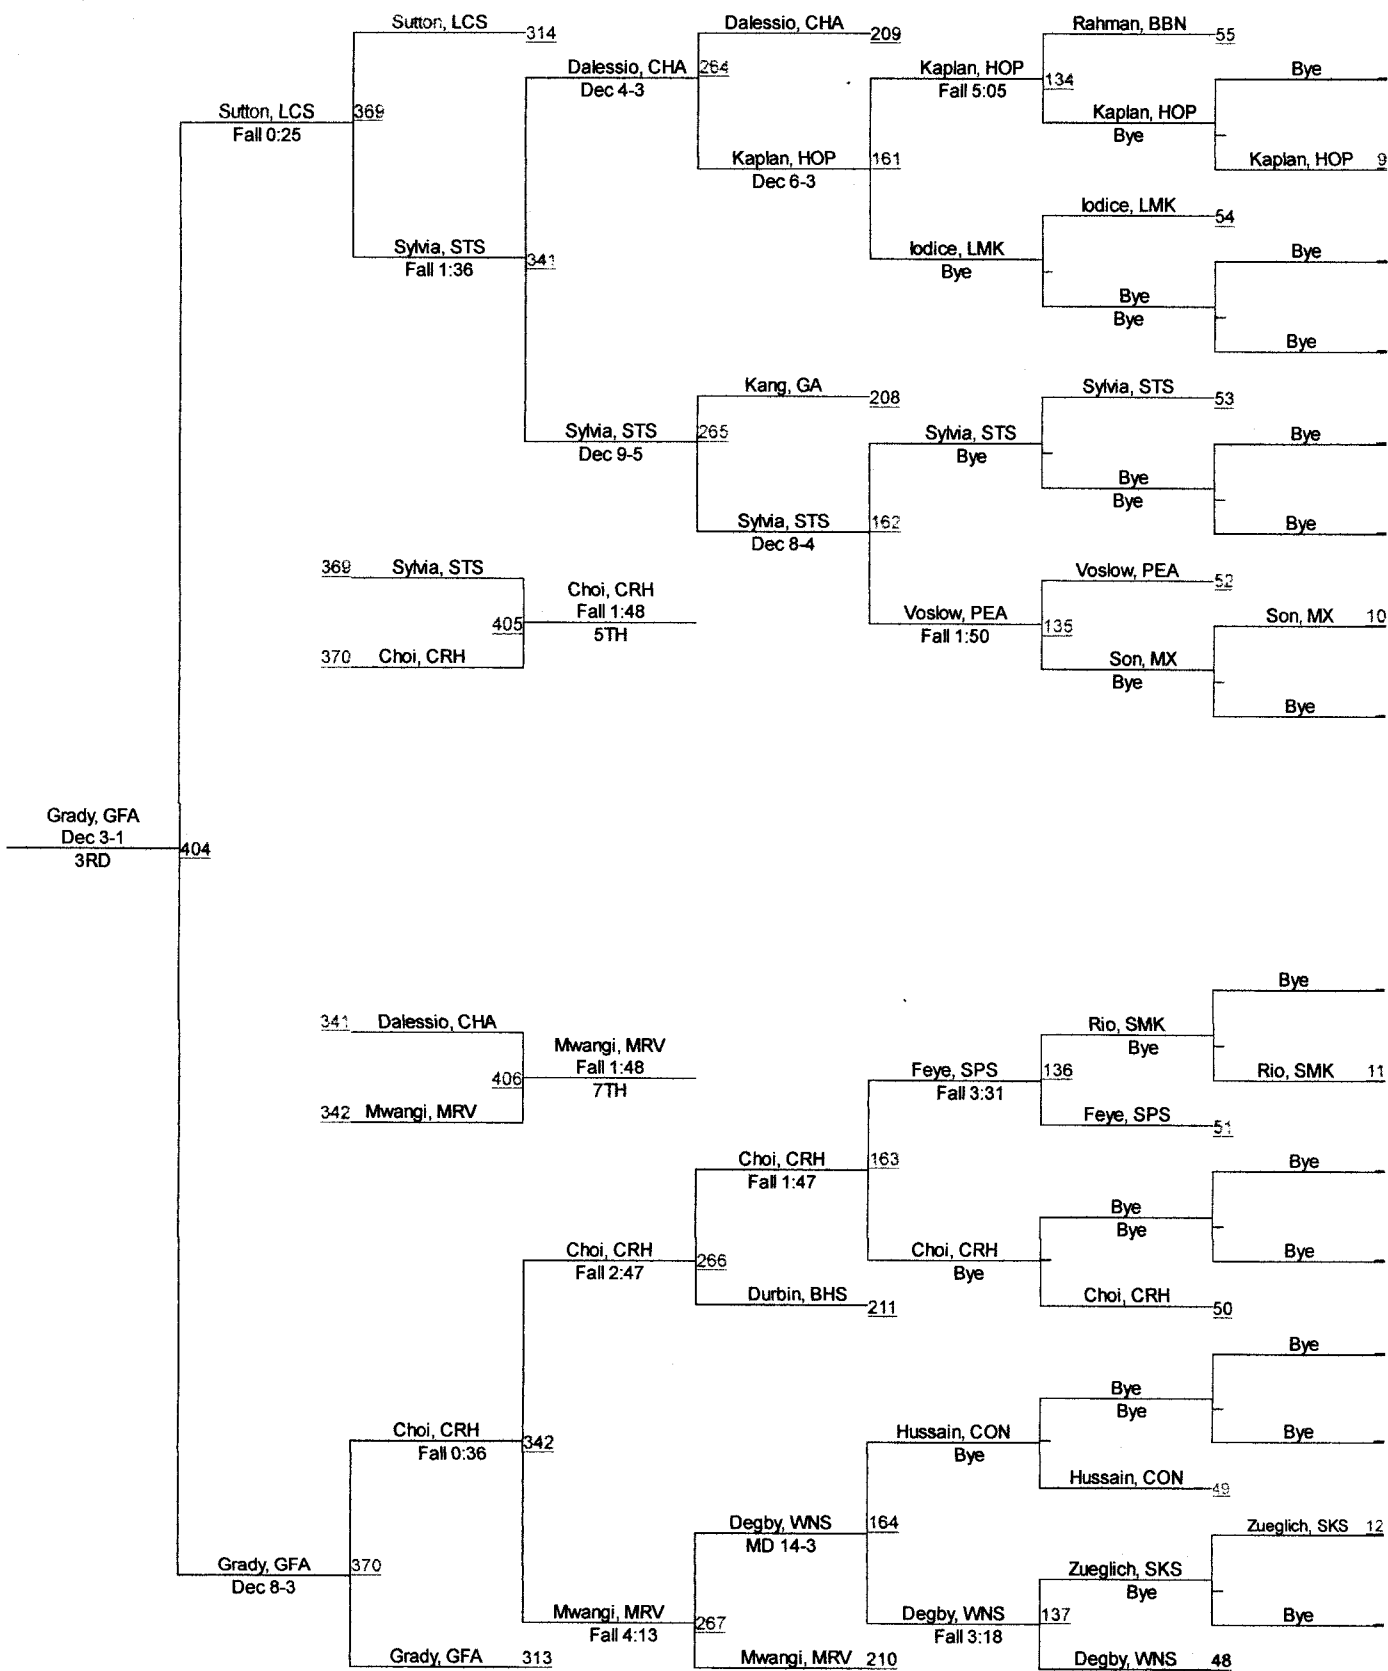 Sutton, LCS
314
Dalessio, CHA
209
Rahman, BBN
55
Dalessio, CHA
264
Dec 4-3
Kaplan, HOP
134
Fall 5:05
Bye
Sutton, LCS
369
Fall 0:25
Kaplan, HOP
Bye
Kaplan, HOP
161
Dec 6-3
Kaplan, HOP 9
Iodice, LMK
54
Sylvia, STS
341
Fall 1:36
Iodice, LMK
Bye
Bye
Bye
Bye
Bye
Kang, GA
208
Sylvia, STS
53
Sylvia, STS
265
Dec 9-5
Sylvia, STS
Bye
Bye
Bye
Bye
Sylvia, STS
162
Dec 8-4
Bye
369 Sylvia, STS
Choi, CRH
Fall 1:48
405
5TH
370 Choi, CRH
Voslow, PEA
52
Voslow, PEA
135
Fall 1:50
Son, MX 10
Son, MX
Bye
Bye
Grady, GFA
Dec 3-1
404
3RD
Bye
341 Dalessio, CHA
Mwangi, MRV
Fall 1:48
406
7TH
342 Mwangi, MRV
Rio, SMK
Bye
Feye, SPS
136
Fall 3:31
Rio, SMK 11
Feye, SPS
51
Choi, CRH
163
Fall 1:47
Bye
Bye
Bye
Choi, CRH
266
Fall 2:47
Choi, CRH
Bye
Bye
Durbin, BHS
211
Choi, CRH
50
Bye
Bye
Bye
Choi, CRH
342
Fall 0:36
Hussain, CON
Bye
Bye
Hussain, CON
49
Degby, WNS
164
MD 14-3
Zueglich, SKS 12
Grady, GFA
370
Dec 8-3
Zueglich, SKS
Bye
Mwangi, MRV
267
Fall 4:13
Degby, WNS
137
Fall 3:18
Bye
Grady, GFA
313
Mwangi, MRV 210
Degby, WNS
48